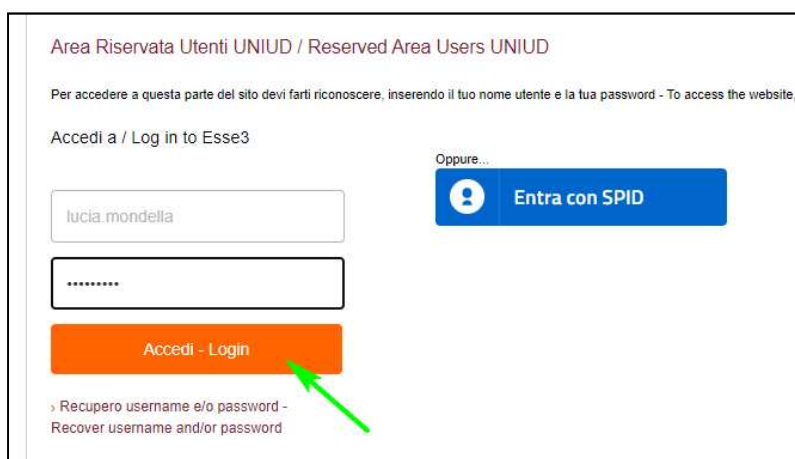 Area Riservata Utenti UNIUD / Reserved Area Users UNIUD
Per accedere a questa parte del sito devi farti riconoscere, inserendo il tuo nome utente e la tua password - To access the website,
Accedi a / Log in to Esse3
Oppure...
Entra con SPID
lucia.mondella
•••••••••
Accedi - Login
› Recupero username e/o password -
Recover username and/or password